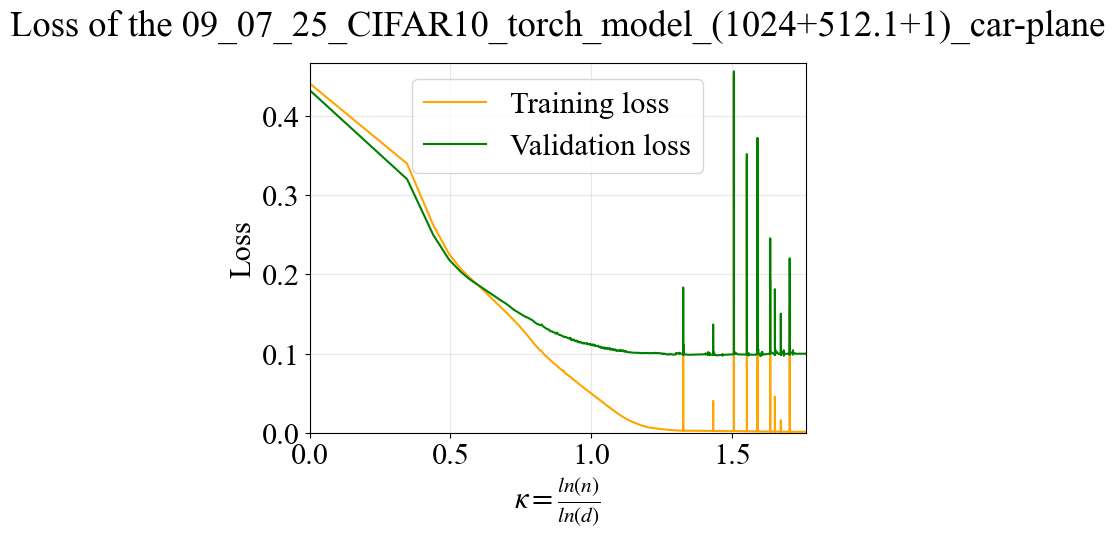 Loss of the 09_07_25_CIFAR10_torch_model_(1024+512.1+1)_car-plane
Training loss
Validation loss
Loss
0.4
0.3
0.2
0.1
0.0
0.0 0.5 1.0 1.5
κ = ln(n)/ln(d)